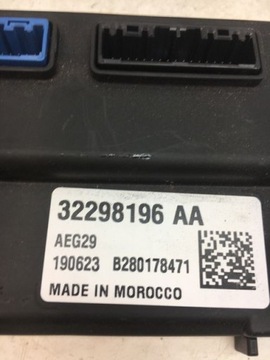 32298196 AA
AEG29
190623 B280178471
MADE IN MOROCCO